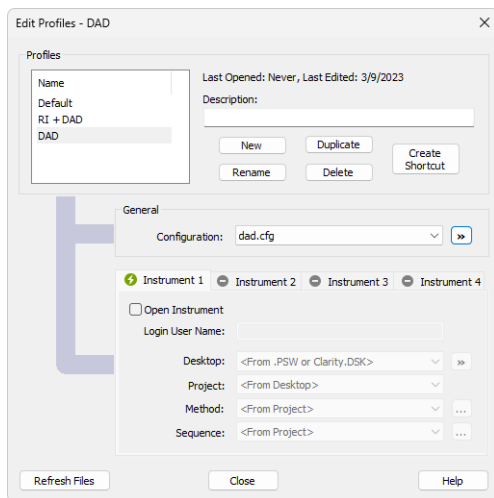 Edit Profiles - DAD
Profiles
Name
Default
RI + DAD
DAD
Last Opened: Never, Last Edited: 3/9/2023
Description:
New
Duplicate
Create
Shortcut
Rename
Delete
General
Configuration:
dad.cfg
Instrument 1
Instrument 2
Instrument 3
Instrument 4
Open Instrument
Login User Name:
Desktop:
<From .PSW or Clarity.DSK>
Project:
<From Desktop>
Method:
<From Project>
...
Sequence:
<From Project>
...
Refresh Files
Close
Help